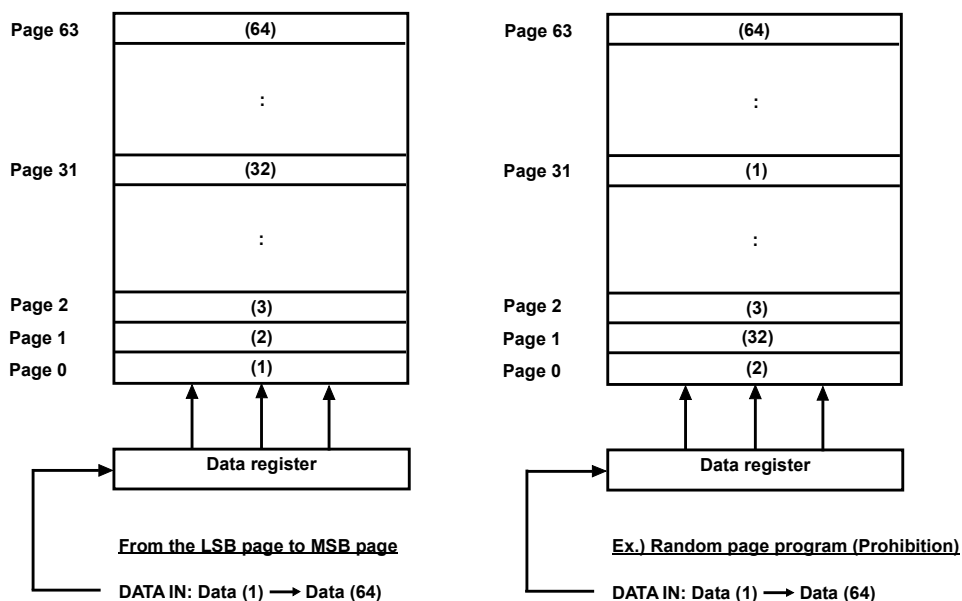 Page 63 (64)
:
Page 31 (32)
:
Page 2 (3)
Page 1 (2)
Page 0 (1)
Data register
From the LSB page to MSB page
DATA IN: Data (1) → Data (64)
Page 63 (64)
:
Page 31 (1)
:
Page 2 (3)
Page 1 (32)
Page 0 (2)
Data register
Ex.) Random page program (Prohibition)
DATA IN: Data (1) → Data (64)